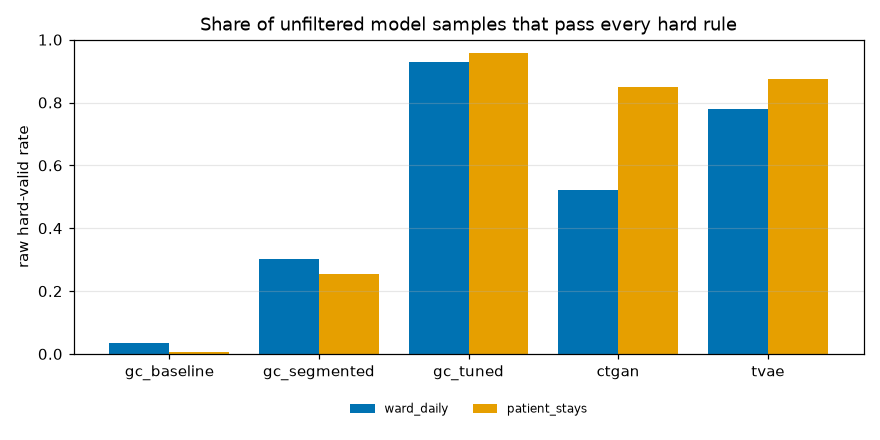 Share of unfiltered model samples that pass every hard rule
raw hard-valid rate
1.0
0.8
0.6
0.4
0.2
0.0
gc_baseline gc_segmented gc_tuned ctgan tvae
ward_daily patient_stays